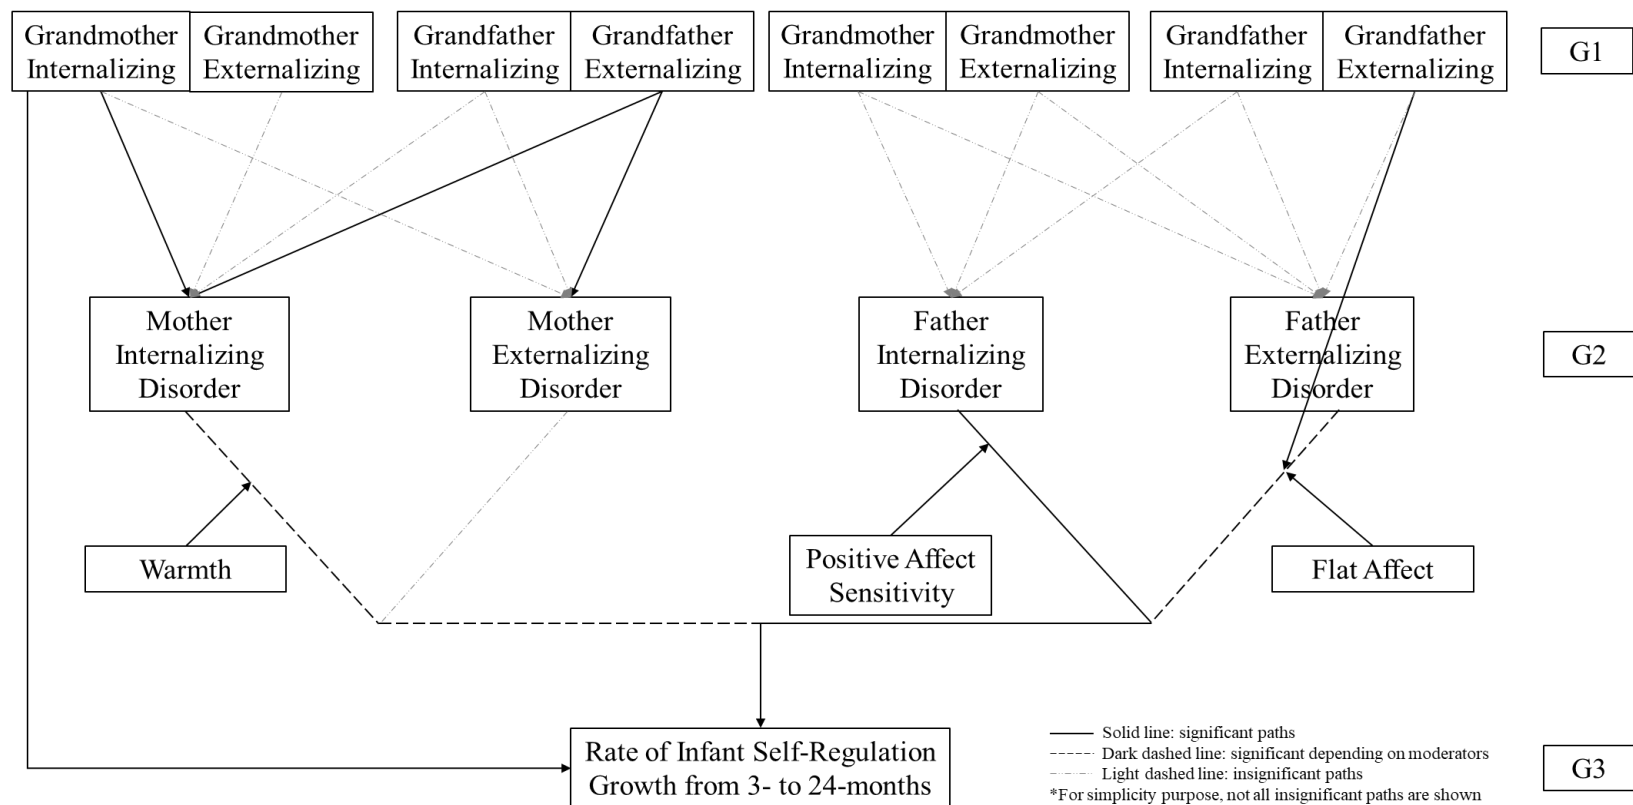 Grandmother
Internalizing
Grandmother
Externalizing
Grandfather
Internalizing
Grandfather
Externalizing
Grandmother
Internalizing
Grandmother
Externalizing
Grandfather
Internalizing
Grandfather
Externalizing
G1
Mother
Internalizing
Disorder
Mother
Externalizing
Disorder
Father
Internalizing
Disorder
Father
Externalizing
Disorder
G2
Warmth
Positive Affect
Sensitivity
Flat Affect
Rate of Infant Self-Regulation
Growth from 3- to 24-months
Solid line: significant paths
Dark dashed line: significant depending on moderators
Light dashed line: insignificant paths
*For simplicity purpose, not all insignificant paths are shown
G3